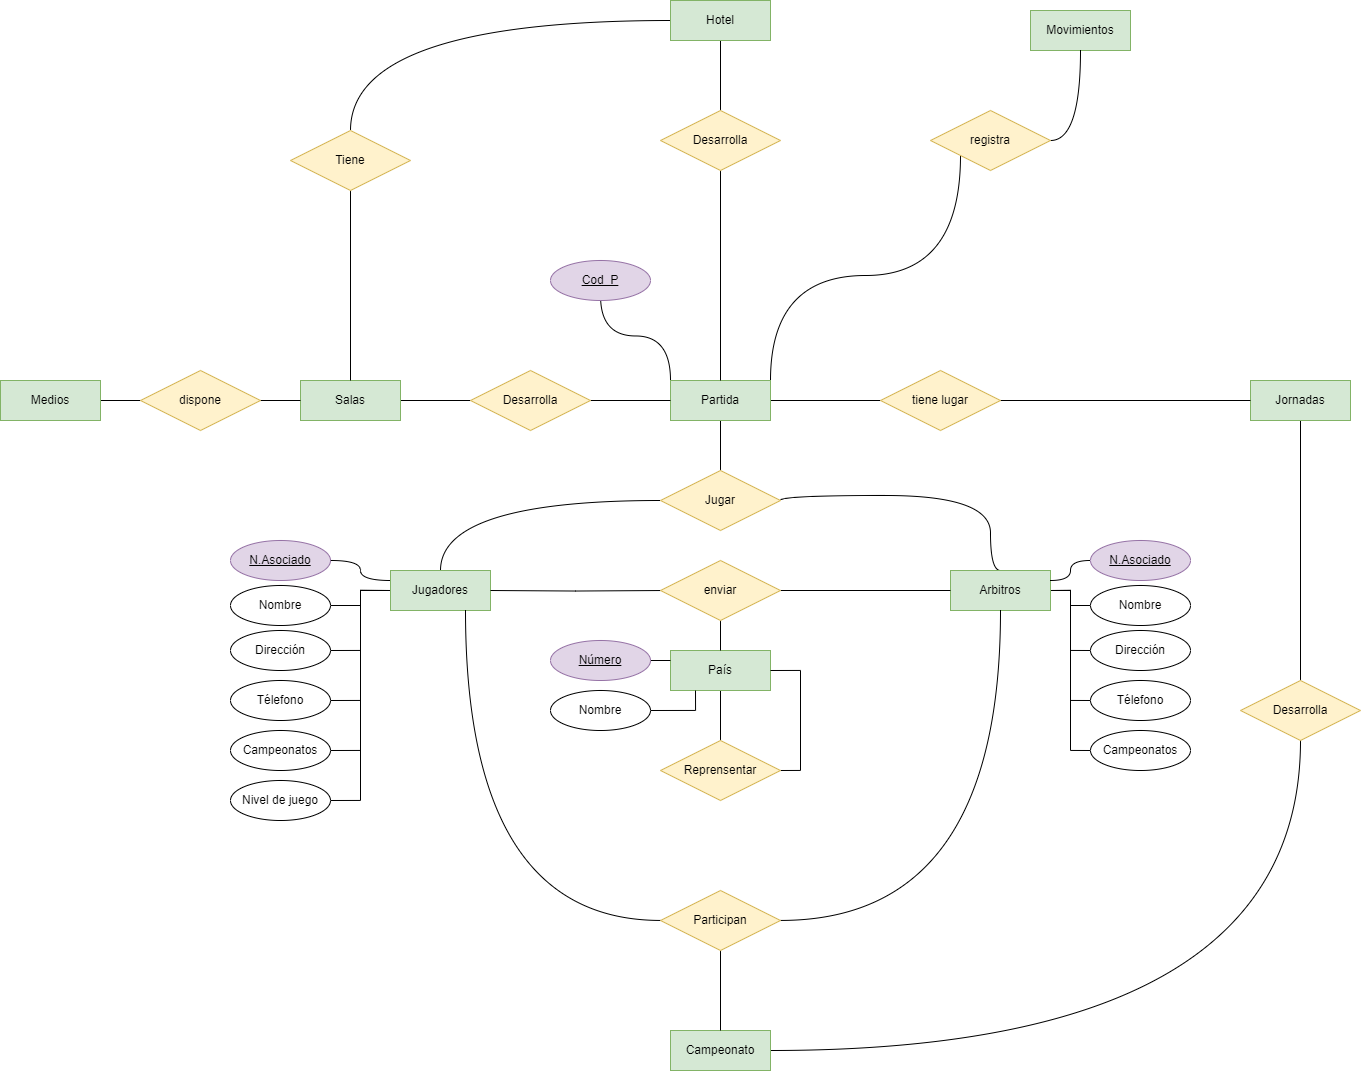 Hotel
Movimientos
Tiene
Desarrolla
registra
Cod_P
Medios
dispone
Salas
Desarrolla
Partida
tiene lugar
Jornadas
Jugar
N.Asociado
N.Asociado
Jugadores
enviar
Arbitros
Nombre
Nombre
Dirección
Número
País
Dirección
Télefono
Nombre
Télefono
Desarrolla
Campeonatos
Reprensentar
Campeonatos
Nivel de juego
Participan
Campeonato